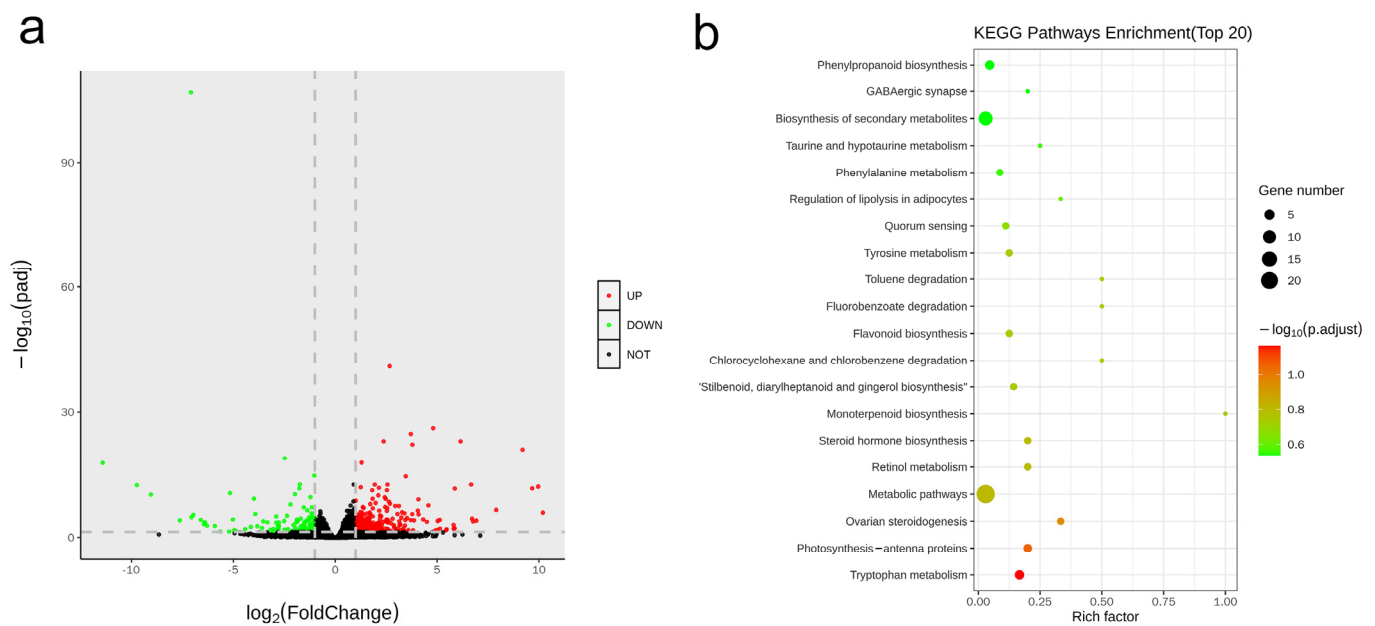 a
90
60
30
0
-10
-5
0
5
10
−log10(padj)
log2(FoldChange)
UP
DOWN
NOT
b
KEGG Pathways Enrichment(Top 20)
Phenylpropanoid biosynthesis
GABAergic synapse
Biosynthesis of secondary metabolites
Taurine and hypotaurine metabolism
Phenylalanine metabolism
Regulation of lipolysis in adipocytes
Quorum sensing
Tyrosine metabolism
Toluene degradation
Fluorobenzoate degradation
Flavonoid biosynthesis
Chlorocyclohexane and chlorobenzene degradation
'Stilbenoid, diarylheptanoid and gingerol biosynthesis"
Monoterpenoid biosynthesis
Steroid hormone biosynthesis
Retinol metabolism
Metabolic pathways
Ovarian steroidogenesis
Photosynthesis−antenna proteins
Tryptophan metabolism
0.00
0.25
0.50
0.75
1.00
Rich factor
Gene number
5
10
15
20
−log10(p.adjust)
1.0
0.8
0.6